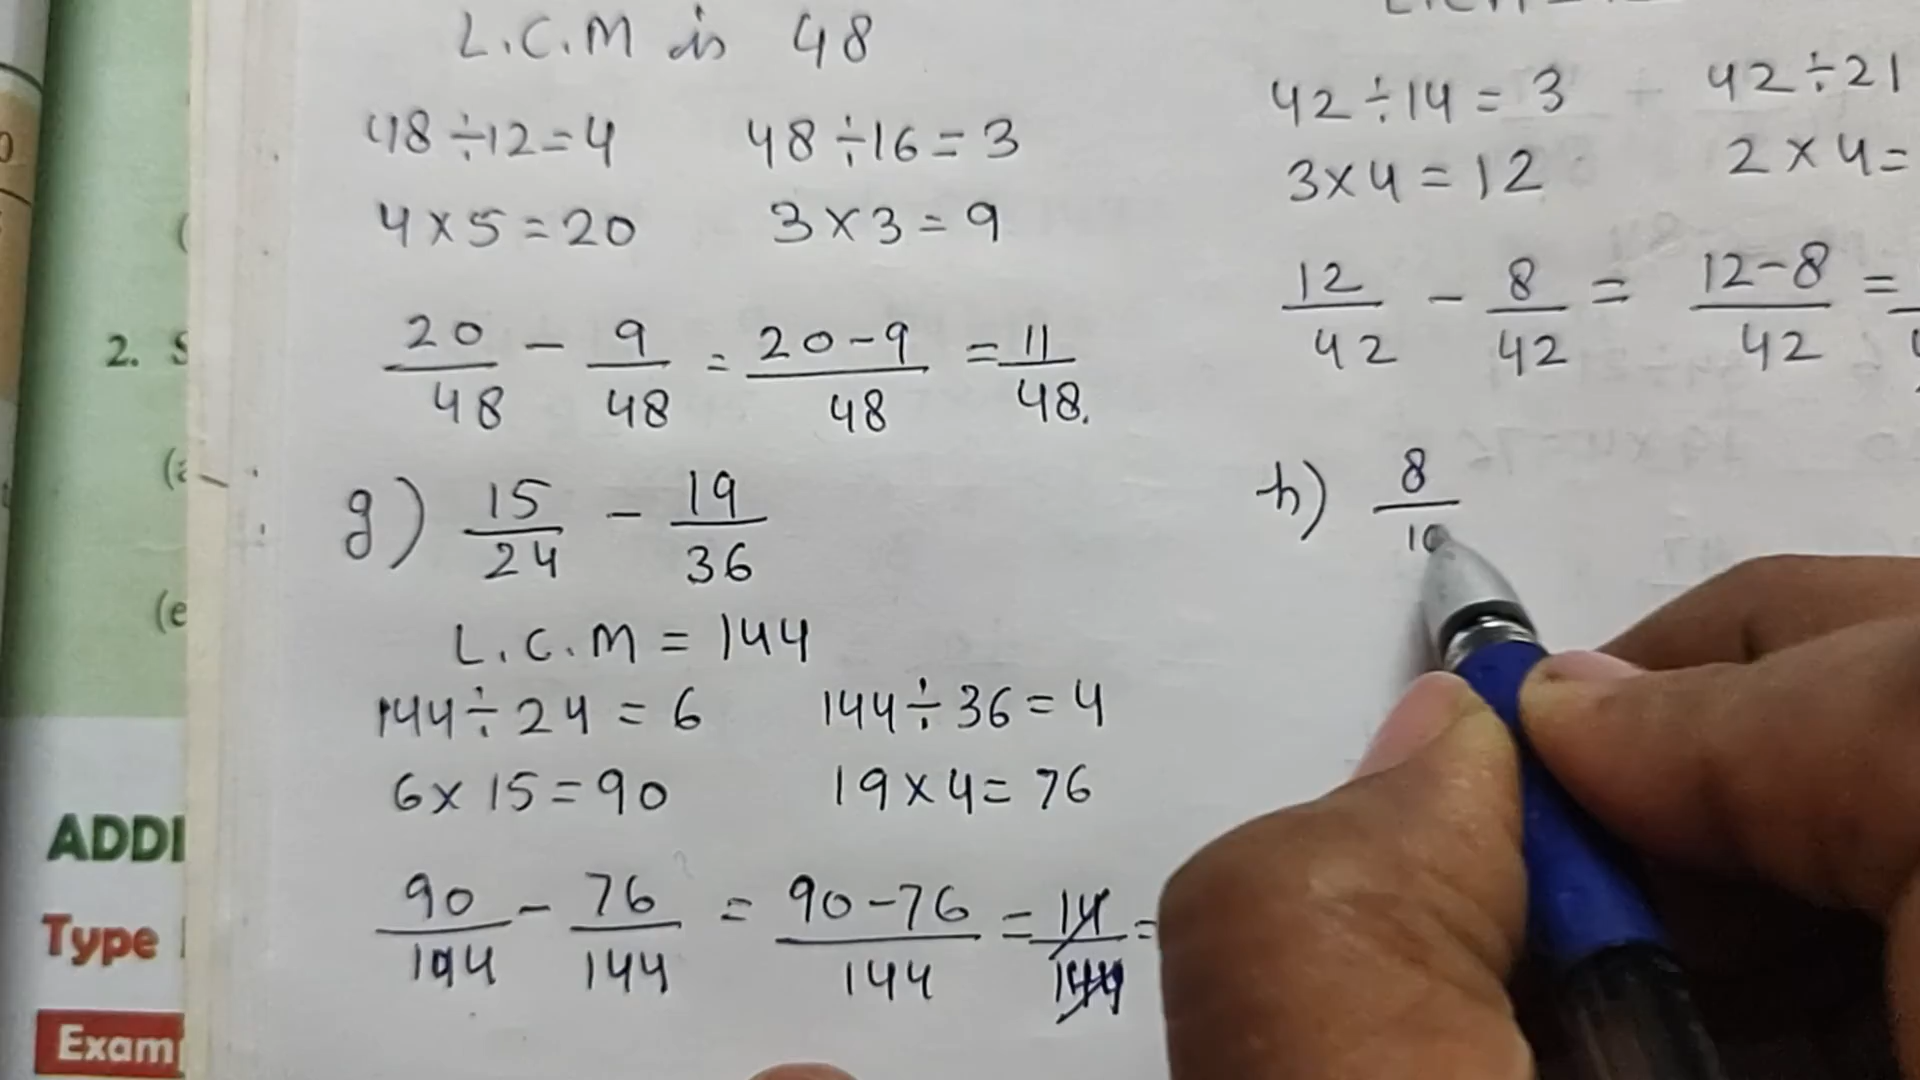 L.C.M is 48
48÷12=4 48÷16=3
4×5=20 3×3=9
20/48 - 9/48 = 20-9/48 = 11/48.
g) 15/24 - 19/36
L.C.M = 144
144÷24 = 6 144÷36=4
6×15=90 19×4=76
90/144 - 76/144 = 90-76/144 = 14/144 =
42÷14=3 42÷21
3×4=12 2×4=
12/42 - 8/42 = 12-8/42 =
h) 8/10
2. S
(a
(e
ADDI
Type
Exam